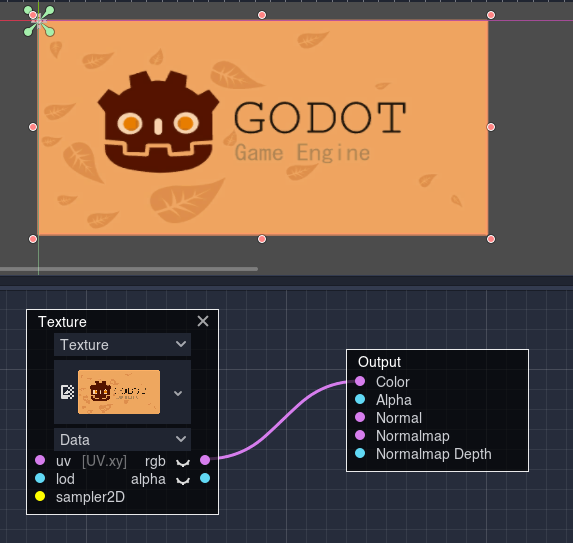 GODOT
Game Engine
Texture
Texture
Data
uv [UV.xy] rgb
lod alpha
sampler2D
Output
Color
Alpha
Normal
Normalmap
Normalmap Depth